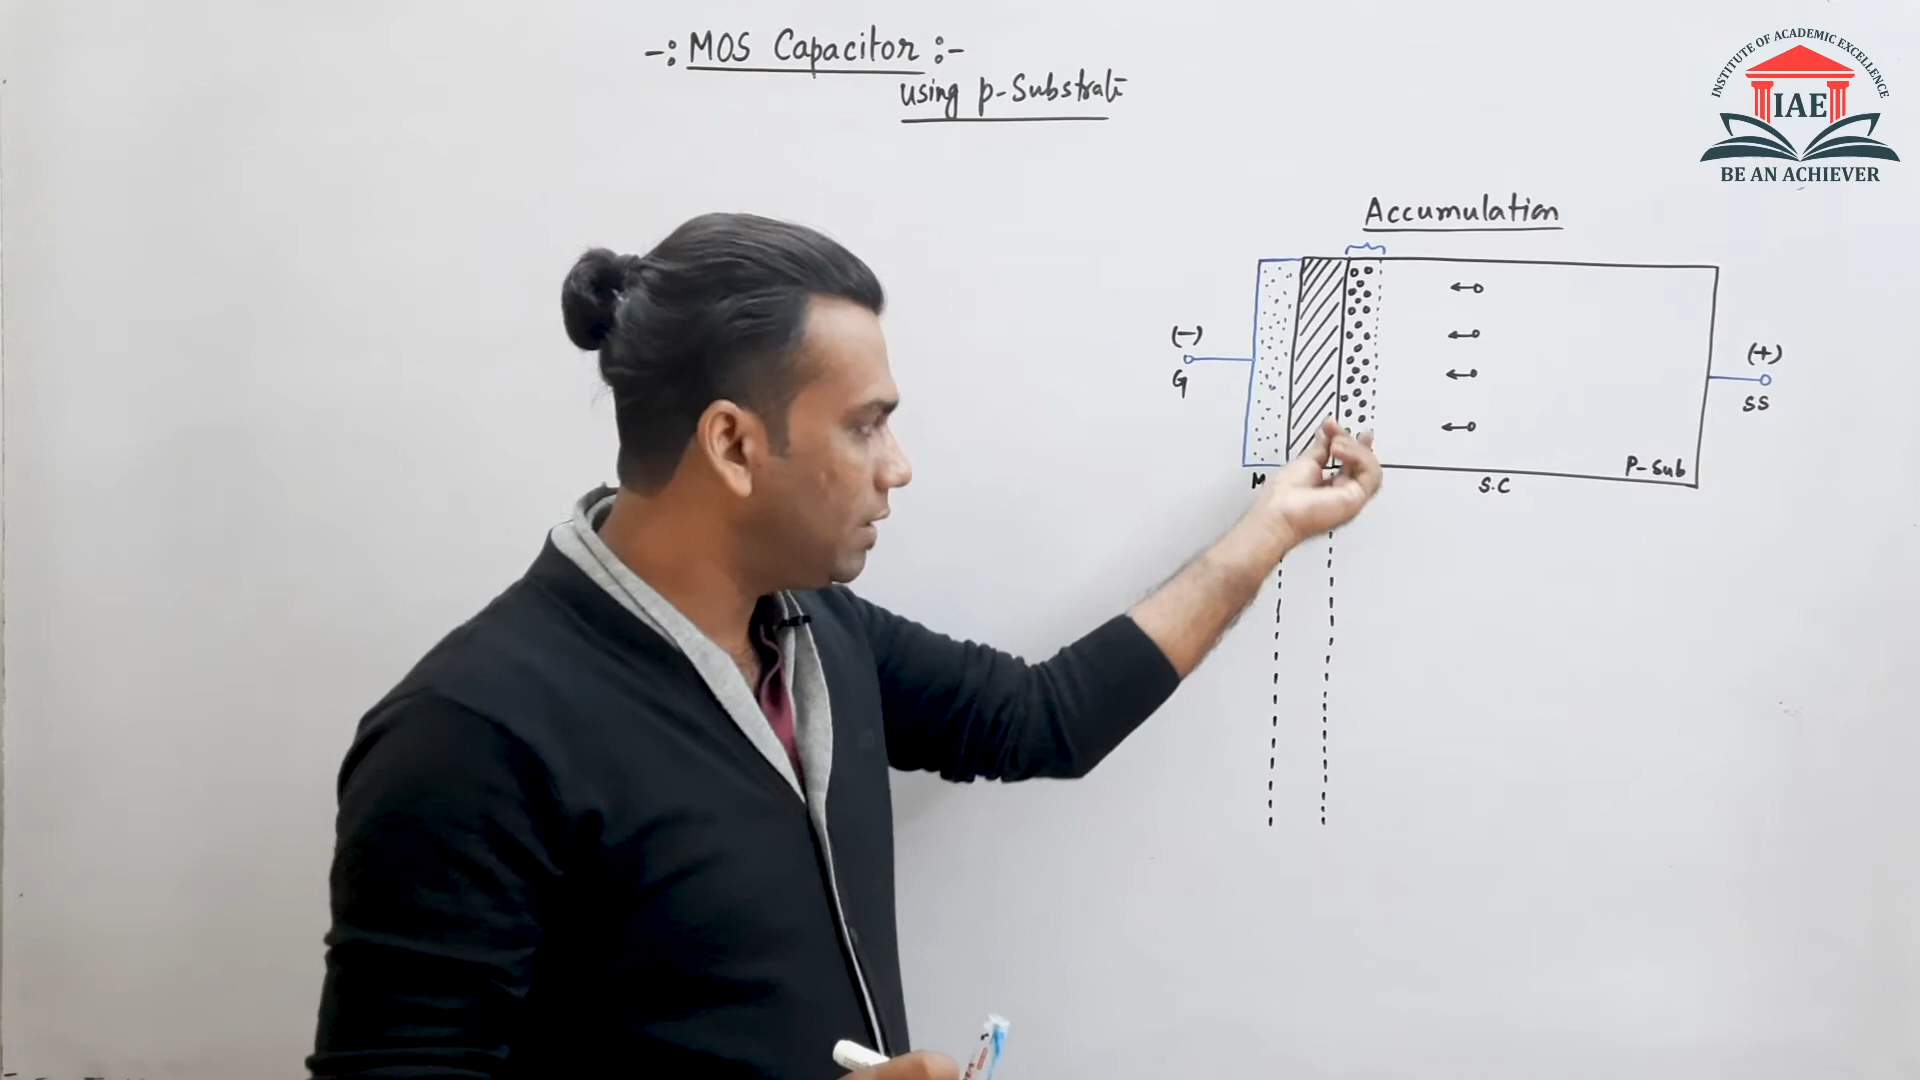 -: MOS Capacitor :-
using p-Substrate
INSTITUTE OF ACADEMIC EXCELLENCE
IAE
BE AN ACHIEVER
Accumulation
(-)
G
(+)
SS
P-Sub
M
S.C